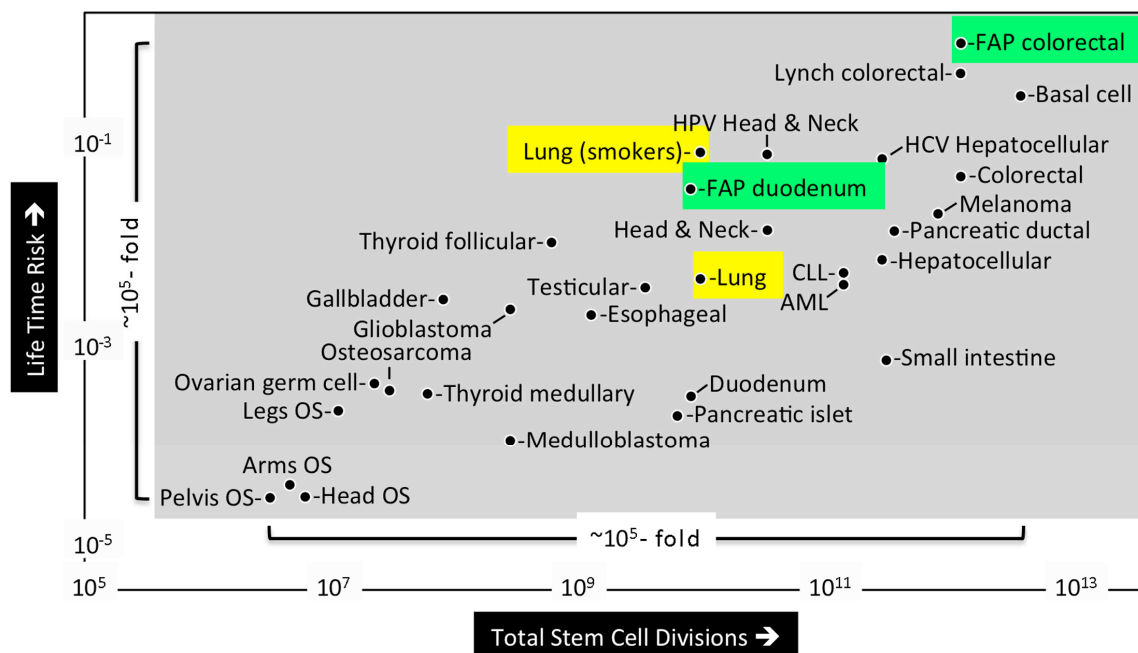 FAP colorectal
Lynch colorectal
Basal cell
10⁻¹
HPV Head & Neck
Lung (smokers)
HCV Hepatocellular
Colorectal
FAP duodenum
Melanoma
Head & Neck
Pancreatic ductal
Thyroid follicular
Hepatocellular
Lung
CLL
Testicular
AML
Gallbladder
Esophageal
Glioblastoma
Life Time Risk ➔
~10⁵- fold
10⁻³
Osteosarcoma
Small intestine
Ovarian germ cell
Thyroid medullary
Duodenum
Legs OS
Pancreatic islet
Medulloblastoma
Arms OS
Pelvis OS
Head OS
~10⁵- fold
10⁻⁵
10⁵ 10⁷ 10⁹ 10¹¹ 10¹³
Total Stem Cell Divisions ➔